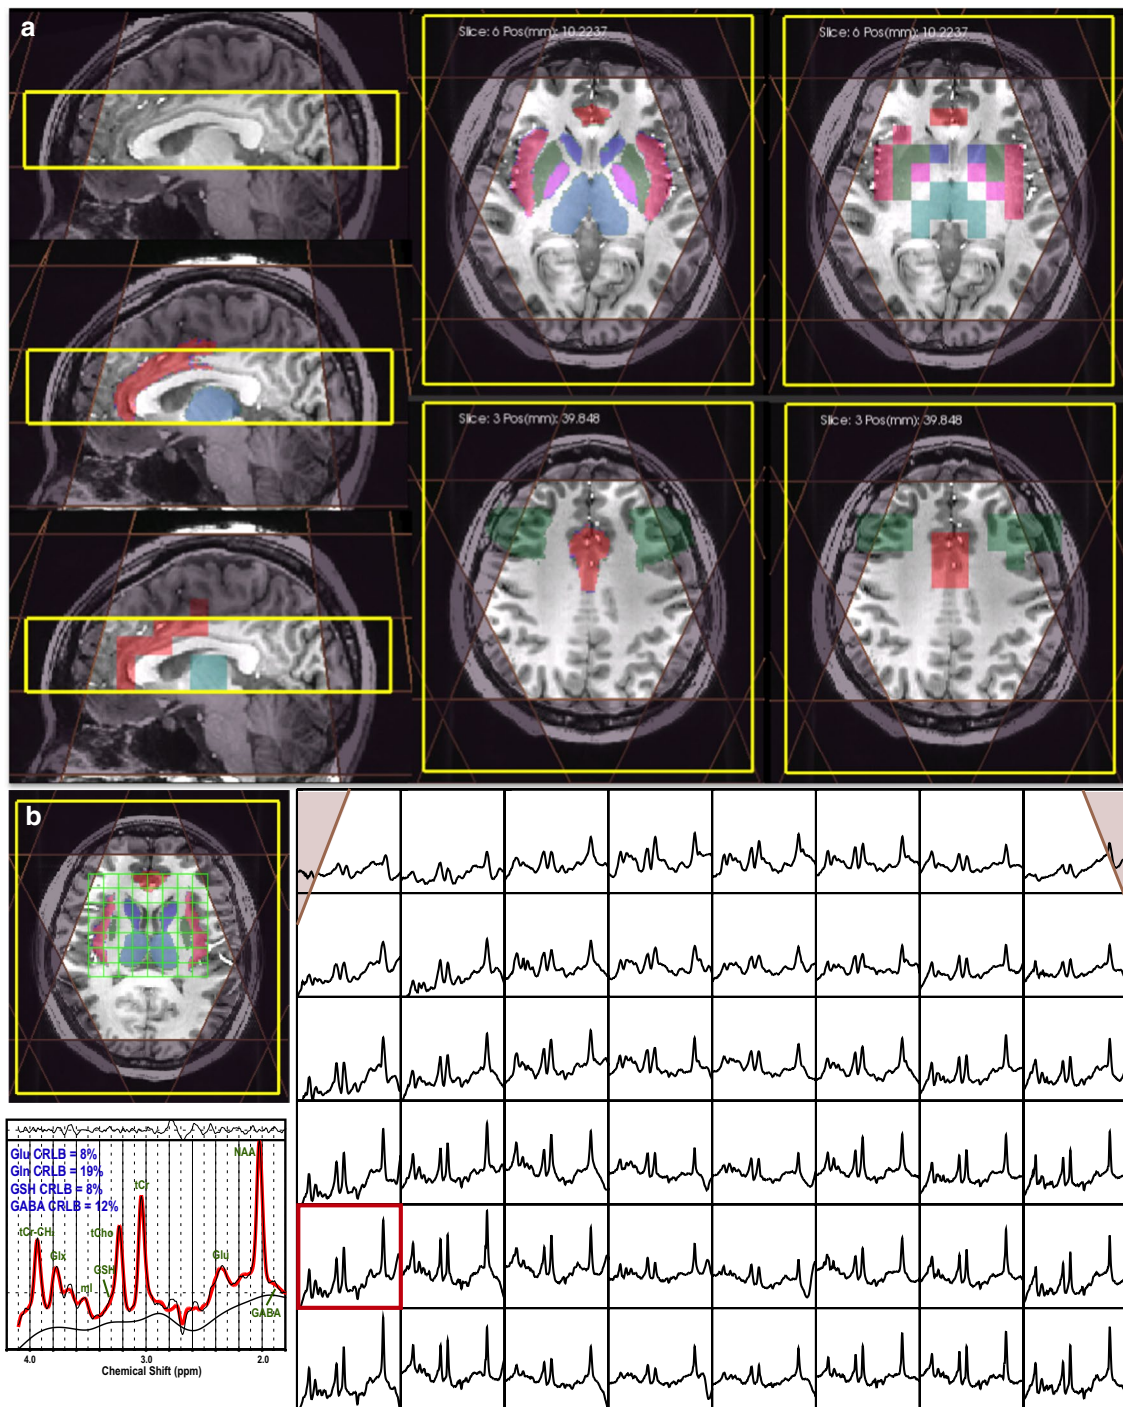 a
Slice: 6 Pos(mm): 10.2237
Slice: 6 Pos(mm): 10.2237
Slice: 3 Pos(mm): 39.848
Slice: 3 Pos(mm): 39.848
b
Glu CRLB = 8%
Gln CRLB = 19%
GSH CRLB = 8%
GABA CRLB = 12%
NAA
tCr
tCr-CH₂
tCho
Glx
GSH
mI
Glu
GABA
4.0 3.0 2.0
Chemical Shift (ppm)